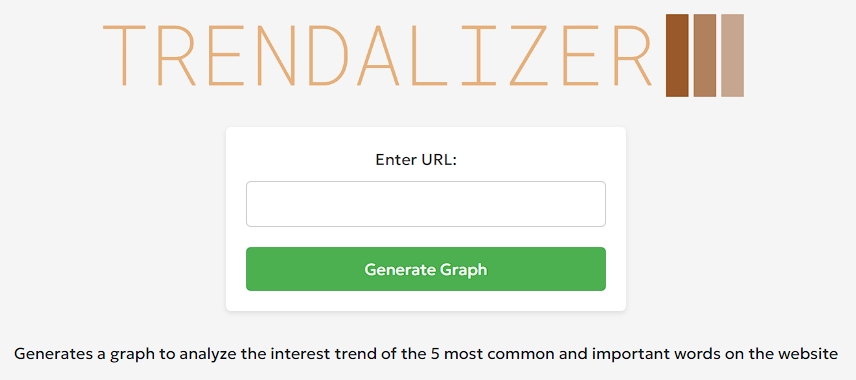 TRENDALIZER
Enter URL:
Generate Graph
Generates a graph to analyze the interest trend of the 5 most common and important words on the website